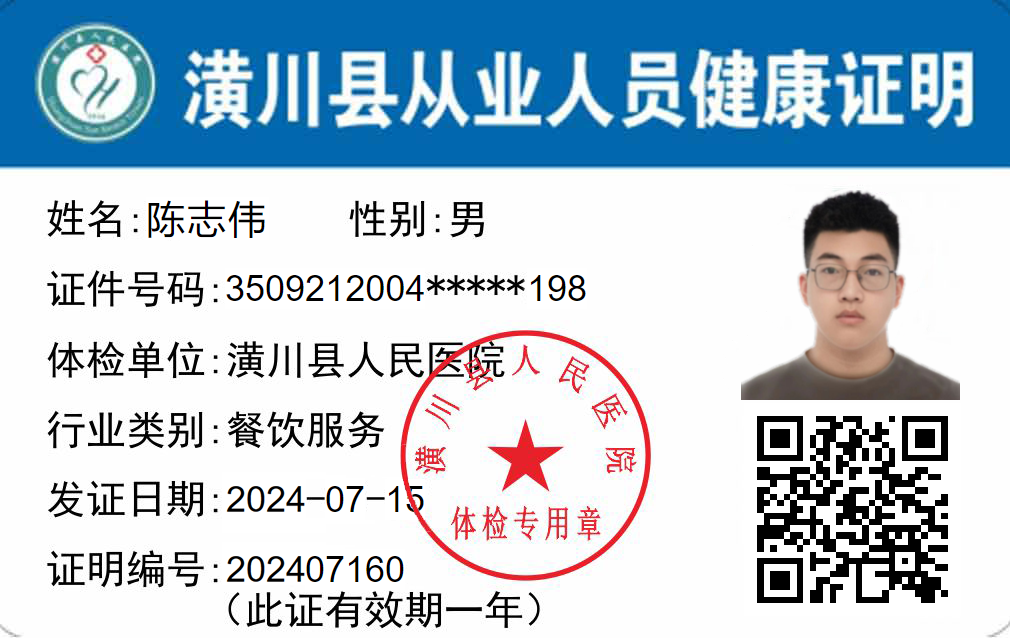 潢川县从业人员健康证明
姓名:陈志伟 性别:男
证件号码:3509212004*****198
体检单位:潢川县人民医院
行业类别:餐饮服务
发证日期:2024-07-15
证明编号:202407160
(此证有效期一年)
潢川县人民医院
体检专用章